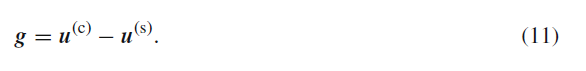 g = u⁽ᶜ⁾ − u⁽ˢ⁾. (11)